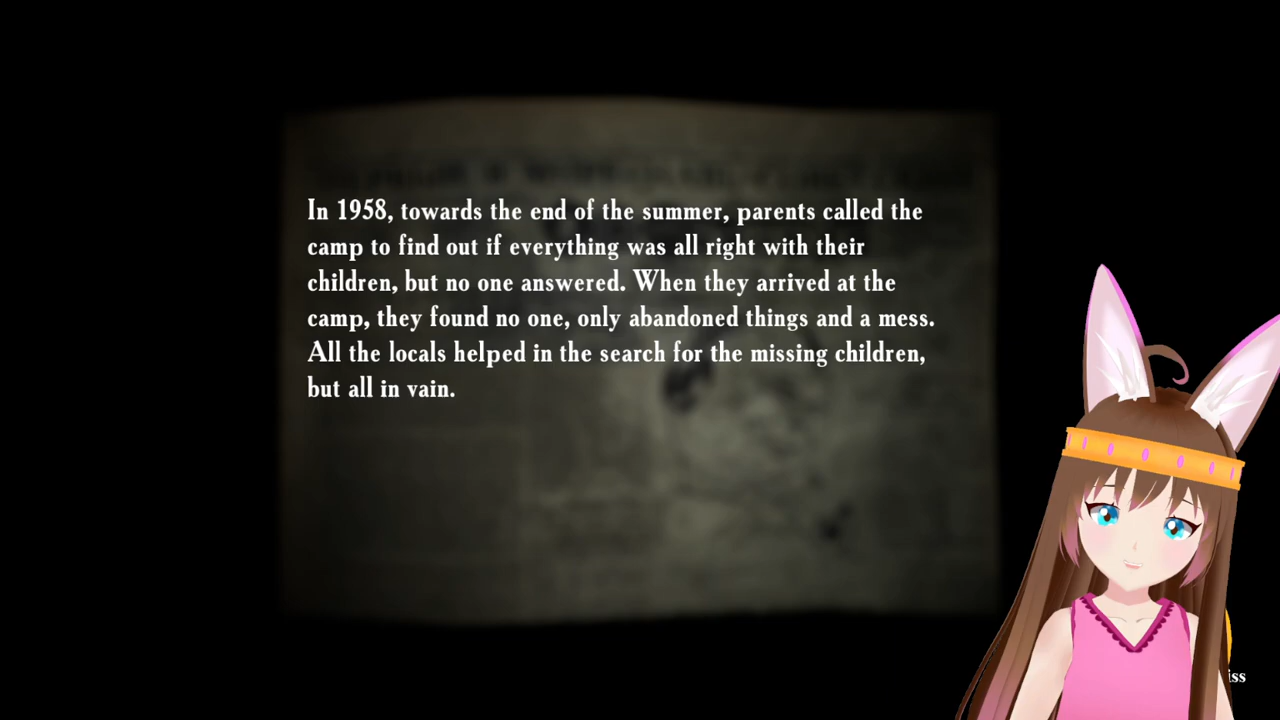 In 1958, towards the end of the summer, parents called the
camp to find out if everything was all right with their
children, but no one answered. When they arrived at the
camp, they found no one, only abandoned things and a mess.
All the locals helped in the search for the missing children,
but all in vain.